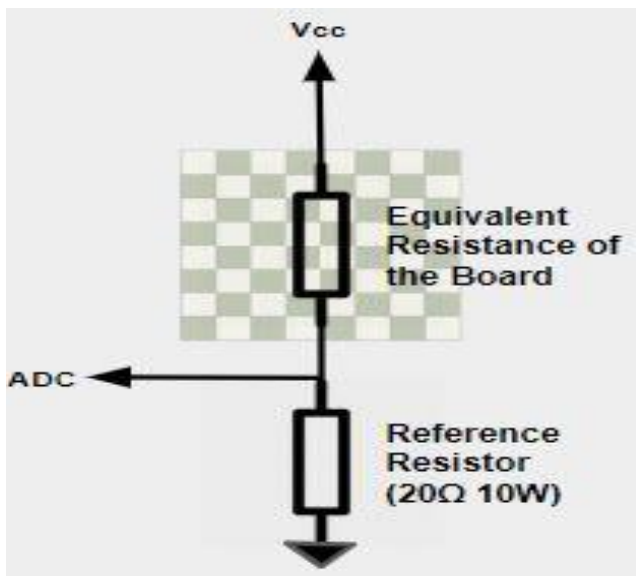 Vcc
Equivalent
Resistance of
the Board
ADC
Reference
Resistor
(20Ω 10W)